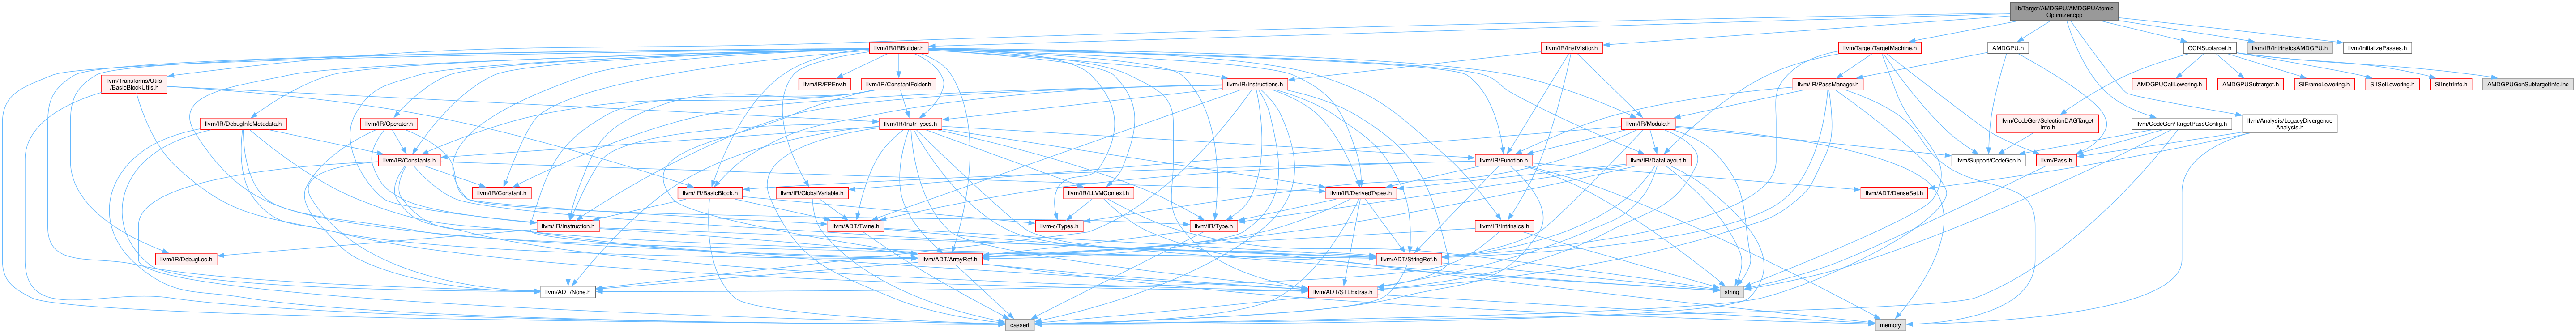 lib/Target/AMDGPU/AMDGPUAtomic
Optimizer.cpp
llvm/IR/IRBuilder.h
llvm/IR/InstVisitor.h
llvm/Target/TargetMachine.h
AMDGPU.h
GCNSubtarget.h
llvm/IR/IntrinsicsAMDGPU.h
llvm/InitializePasses.h
llvm/Transforms/Utils
/BasicBlockUtils.h
llvm/IR/FPEnv.h
llvm/IR/ConstantFolder.h
llvm/IR/Instructions.h
llvm/IR/PassManager.h
AMDGPUCallLowering.h
AMDGPUSubtarget.h
SIFrameLowering.h
SIISelLowering.h
SIInstrInfo.h
AMDGPUGenSubtargetInfo.inc
llvm/IR/DebugInfoMetadata.h
llvm/IR/Operator.h
llvm/IR/InstrTypes.h
llvm/IR/Module.h
llvm/CodeGen/SelectionDAGTarget
Info.h
llvm/CodeGen/TargetPassConfig.h
llvm/Analysis/LegacyDivergence
Analysis.h
llvm/IR/Constants.h
llvm/IR/Function.h
llvm/IR/DataLayout.h
llvm/Support/CodeGen.h
llvm/Pass.h
llvm/IR/Constant.h
llvm/IR/BasicBlock.h
llvm/IR/GlobalVariable.h
llvm/IR/LLVMContext.h
llvm/IR/DerivedTypes.h
llvm/ADT/DenseSet.h
llvm/IR/Instruction.h
llvm/ADT/Twine.h
llvm-c/Types.h
llvm/IR/Type.h
llvm/IR/Intrinsics.h
llvm/IR/DebugLoc.h
llvm/ADT/ArrayRef.h
llvm/ADT/StringRef.h
llvm/ADT/None.h
llvm/ADT/STLExtras.h
string
cassert
memory